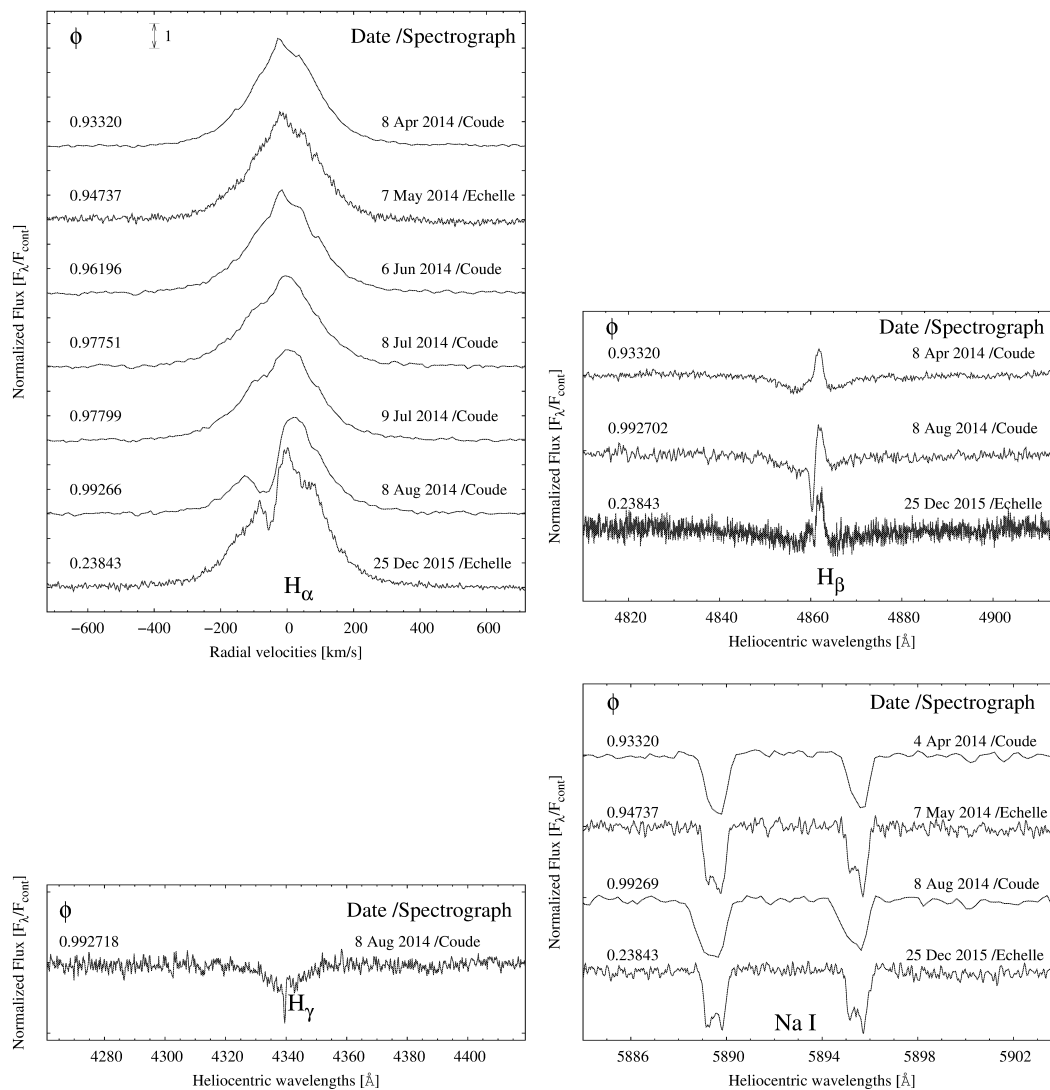 ϕ 1 Date /Spectrograph
0.93320 8 Apr 2014 /Coude
0.94737 7 May 2014 /Echelle
0.96196 6 Jun 2014 /Coude
0.97751 8 Jul 2014 /Coude
0.97799 9 Jul 2014 /Coude
0.99266 8 Aug 2014 /Coude
0.23843 25 Dec 2015 /Echelle
Hα
−600 −400 −200 0 200 400 600
Radial velocities [km/s]
Normalized Flux [Fλ/Fcont]
ϕ Date /Spectrograph
0.93320 8 Apr 2014 /Coude
0.992702 8 Aug 2014 /Coude
0.23843 25 Dec 2015 /Echelle
Hβ
4820 4840 4860 4880 4900
Heliocentric wavelengths [Å]
Normalized Flux [Fλ/Fcont]
ϕ Date /Spectrograph
0.992718 8 Aug 2014 /Coude
Hγ
4280 4300 4320 4340 4360 4380 4400
Heliocentric wavelengths [Å]
Normalized Flux [Fλ/Fcont]
ϕ Date /Spectrograph
0.93320 4 Apr 2014 /Coude
0.94737 7 May 2014 /Echelle
0.99269 8 Aug 2014 /Coude
0.23843 25 Dec 2015 /Echelle
Na I
5886 5890 5894 5898 5902
Heliocentric wavelengths [Å]
Normalized Flux [Fλ/Fcont]